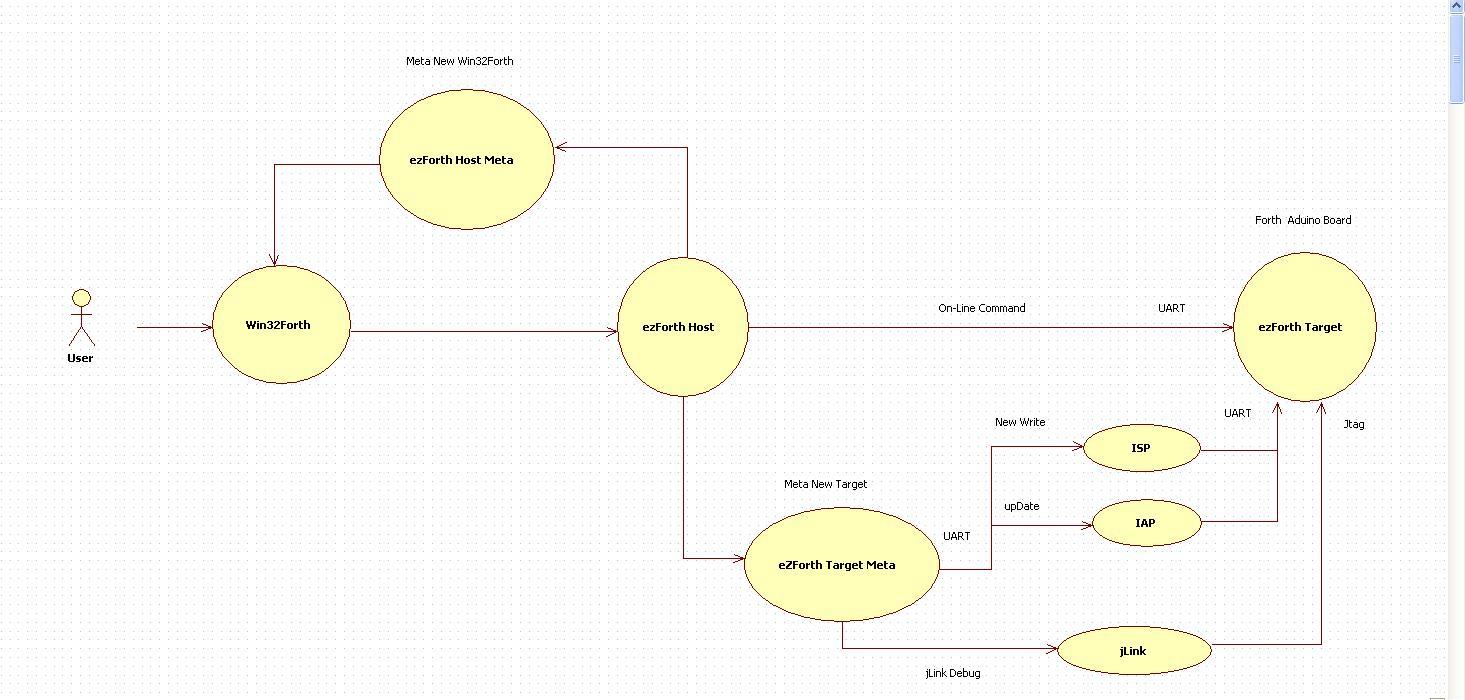 Meta New Win32Forth
ezForth Host Meta
Forth Aduino Board
User
Win32Forth
ezForth Host
On-Line Command
UART
ezForth Target
New Write
UART
Jtag
ISP
Meta New Target
upDate
IAP
UART
eZForth Target Meta
jLink
jLink Debug